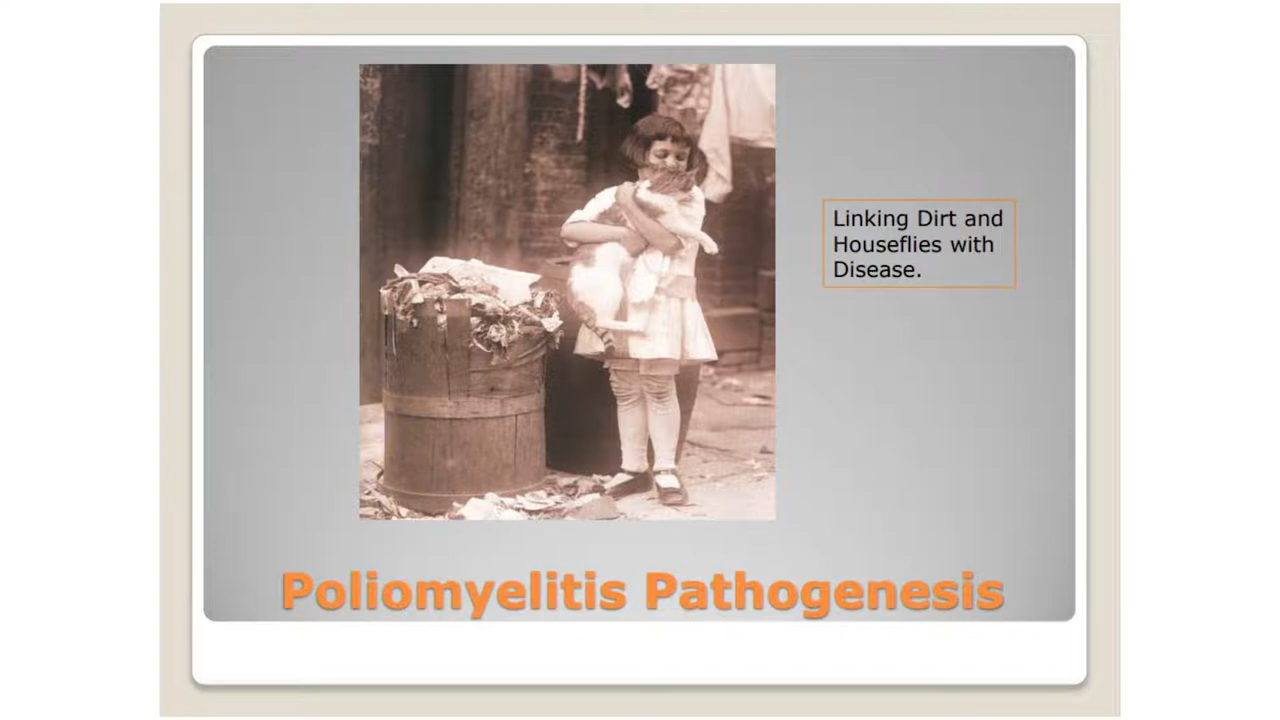 Linking Dirt and
Houseflies with
Disease.
Poliomyelitis Pathogenesis